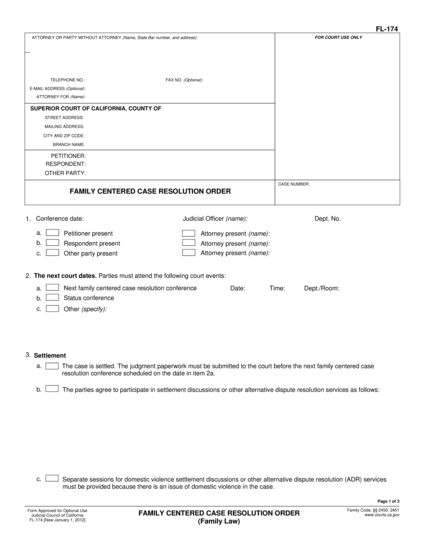 FL-174
ATTORNEY OR PARTY WITHOUT ATTORNEY (Name, State Bar number, and address):
FOR COURT USE ONLY
TELEPHONE NO.:
FAX NO. (Optional):
E-MAIL ADDRESS (Optional):
ATTORNEY FOR (Name):
SUPERIOR COURT OF CALIFORNIA, COUNTY OF
STREET ADDRESS:
MAILING ADDRESS:
CITY AND ZIP CODE:
BRANCH NAME:
PETITIONER:
RESPONDENT:
OTHER PARTY:
FAMILY CENTERED CASE RESOLUTION ORDER
CASE NUMBER:
1. Conference date: Judicial Officer (name): Dept. No.
a. Petitioner present Attorney present (name):
b. Respondent present Attorney present (name):
c. Other party present Attorney present (name):
2. The next court dates. Parties must attend the following court events:
a. Next family centered case resolution conference Date: Time: Dept./Room:
b. Status conference
c. Other (specify):
3. Settlement
a. The case is settled. The judgment paperwork must be submitted to the court before the next family centered case
resolution conference scheduled on the date in item 2a.
b. The parties agree to participate in settlement discussions or other alternative dispute resolution services as follows:
c. Separate sessions for domestic violence settlement discussions or other alternative dispute resolution (ADR) services
must be provided because there is an issue of domestic violence in the case.
Page 1 of 3
Form Approved for Optional Use
Judicial Council of California
FL-174 [New January 1, 2012]
FAMILY CENTERED CASE RESOLUTION ORDER
(Family Law)
Family Code, §§ 2450, 2451
www.courts.ca.gov